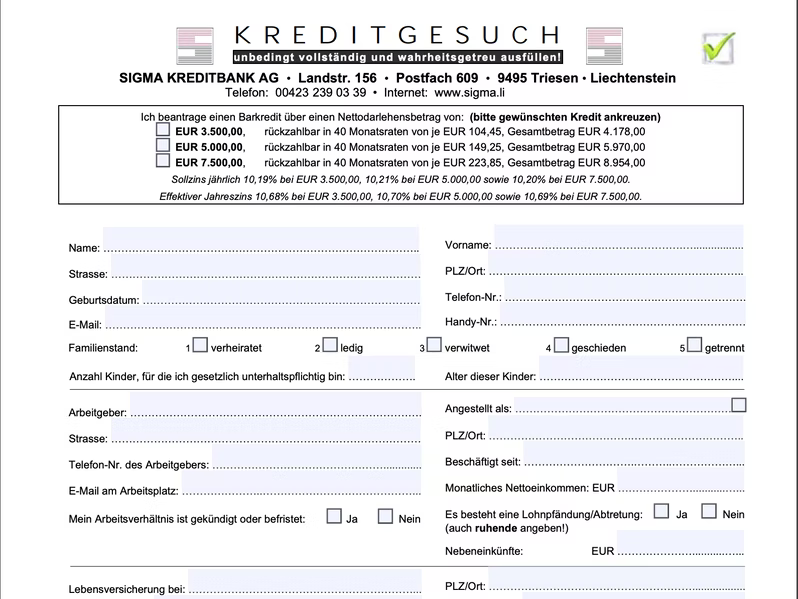 KREDITGESUCH
unbedingt vollständig und wahrheitsgetreu ausfüllen!
SIGMA KREDITBANK AG • Landstr. 156 • Postfach 609 • 9495 Triesen • Liechtenstein
Telefon: 00423 239 03 39 • Internet: www.sigma.li
Ich beantrage einen Barkredit über einen Nettodarlehensbetrag von: (bitte gewünschten Kredit ankreuzen)
EUR 3.500,00, rückzahlbar in 40 Monatsraten von je EUR 104,45, Gesamtbetrag EUR 4.178,00
EUR 5.000,00, rückzahlbar in 40 Monatsraten von je EUR 149,25, Gesamtbetrag EUR 5.970,00
EUR 7.500,00, rückzahlbar in 40 Monatsraten von je EUR 223,85, Gesamtbetrag EUR 8.954,00
Sollzins jährlich 10,19% bei EUR 3.500,00, 10,21% bei EUR 5.000,00 sowie 10,20% bei EUR 7.500,00.
Effektiver Jahreszins 10,68% bei EUR 3.500,00, 10,70% bei EUR 5.000,00 sowie 10,69% bei EUR 7.500,00.
Name: Vorname:
Strasse: PLZ/Ort:
Geburtsdatum: Telefon-Nr.:
E-Mail: Handy-Nr.:
Familienstand: 1 verheiratet 2 ledig 3 verwitwet 4 geschieden 5 getrennt
Anzahl Kinder, für die ich gesetzlich unterhaltspflichtig bin: Alter dieser Kinder:
Arbeitgeber: Angestellt als:
Strasse: PLZ/Ort:
Telefon-Nr. des Arbeitgebers: Beschäftigt seit:
E-Mail am Arbeitsplatz: Monatliches Nettoeinkommen: EUR
Mein Arbeitsverhältnis ist gekündigt oder befristet: Ja Nein Es besteht eine Lohnpfändung/Abtretung: Ja Nein
(auch ruhende angeben!)
Nebeneinkünfte: EUR
Lebensversicherung bei: PLZ/Ort: